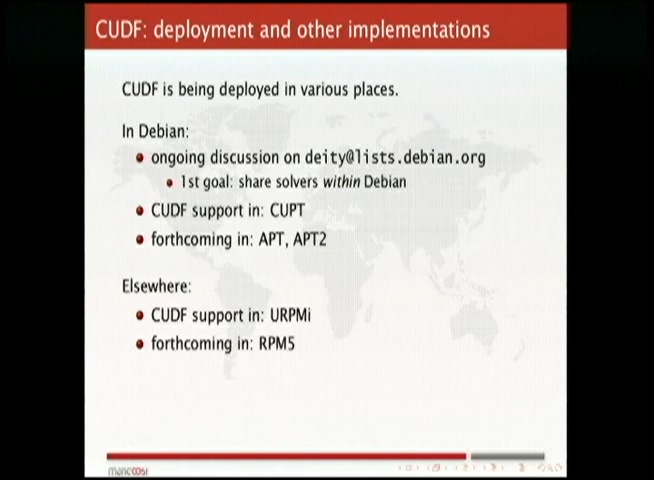 CUDF: deployment and other implementations
CUDF is being deployed in various places.
In Debian:
ongoing discussion on deity@lists.debian.org
1st goal: share solvers within Debian
CUDF support in: CUPT
forthcoming in: APT, APT2
Elsewhere:
CUDF support in: URPMi
forthcoming in: RPM5
mancoosi